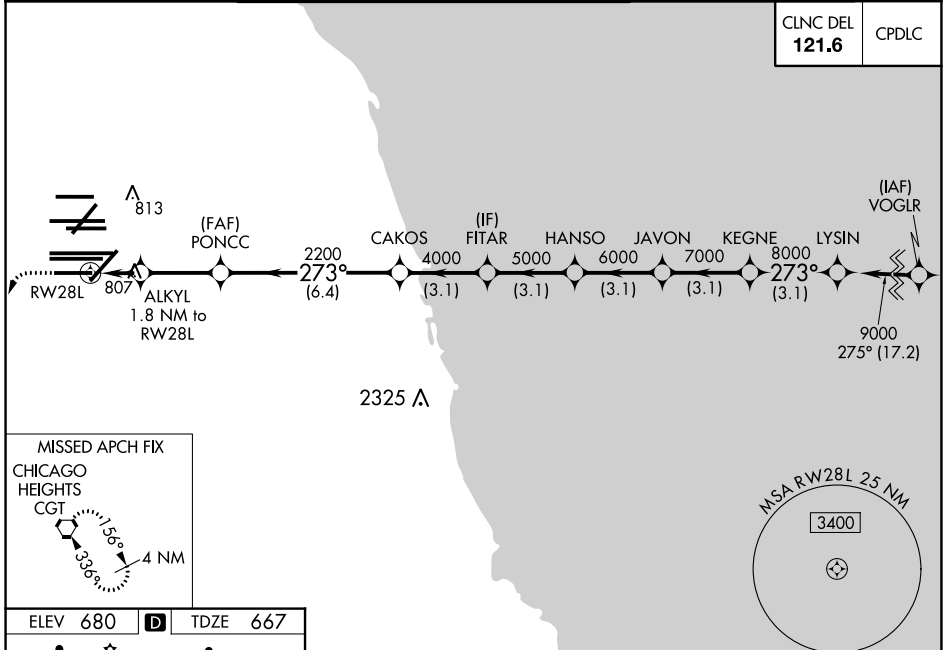 CLNC DEL
121.6
CPDLC
813
(FAF)
PONCC
CAKOS
(IF)
FITAR
HANSO
JAVON
KEGNE
LYSIN
(IAF)
VOGLR
2200
273°
(6.4)
4000
(3.1)
5000
(3.1)
6000
(3.1)
7000
(3.1)
8000
273°
(3.1)
9000
275° (17.2)
RW28L
807
ALKYL
1.8 NM to
RW28L
2325
MISSED APCH FIX
CHICAGO
HEIGHTS
CGT
156°
336°
4 NM
MSA RW28L 25 NM
3400
ELEV 680
D
TDZE 667